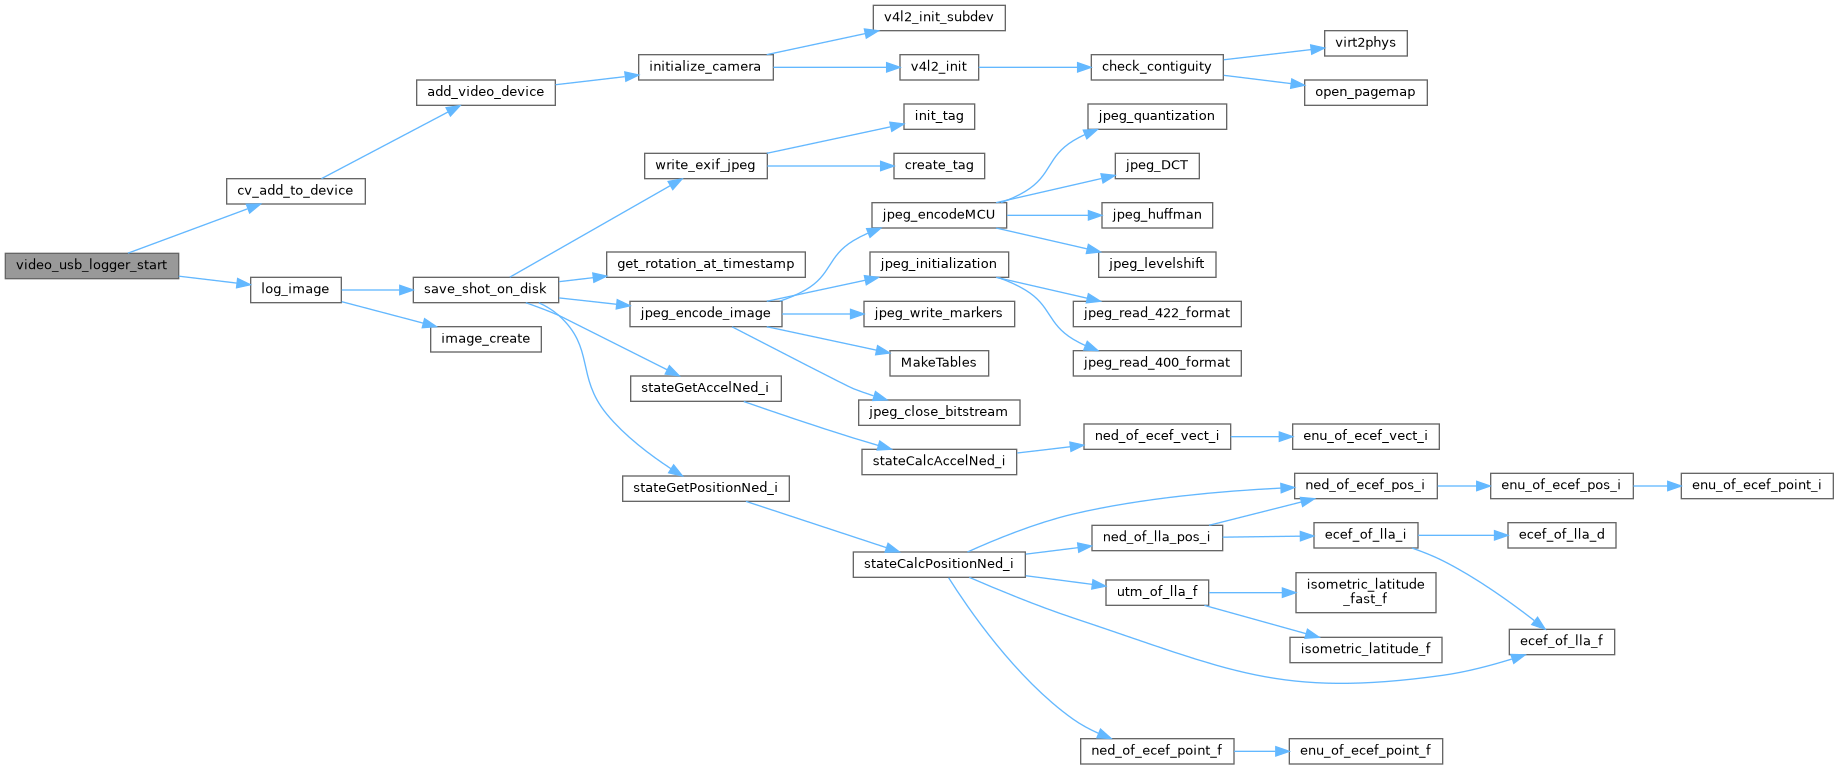 v4l2_init_subdev
virt2phys
initialize_camera
v4l2_init
check_contiguity
add_video_device
open_pagemap
init_tag
jpeg_quantization
write_exif_jpeg
create_tag
jpeg_DCT
cv_add_to_device
jpeg_encodeMCU
jpeg_huffman
video_usb_logger_start
get_rotation_at_timestamp
jpeg_initialization
jpeg_levelshift
log_image
save_shot_on_disk
jpeg_encode_image
jpeg_write_markers
jpeg_read_422_format
image_create
MakeTables
jpeg_read_400_format
stateGetAccelNed_i
jpeg_close_bitstream
ned_of_ecef_vect_i
enu_of_ecef_vect_i
stateCalcAccelNed_i
stateGetPositionNed_i
ned_of_ecef_pos_i
enu_of_ecef_pos_i
enu_of_ecef_point_i
ned_of_lla_pos_i
ecef_of_lla_i
ecef_of_lla_d
stateCalcPositionNed_i
utm_of_lla_f
isometric_latitude
_fast_f
isometric_latitude_f
ecef_of_lla_f
ned_of_ecef_point_f
enu_of_ecef_point_f